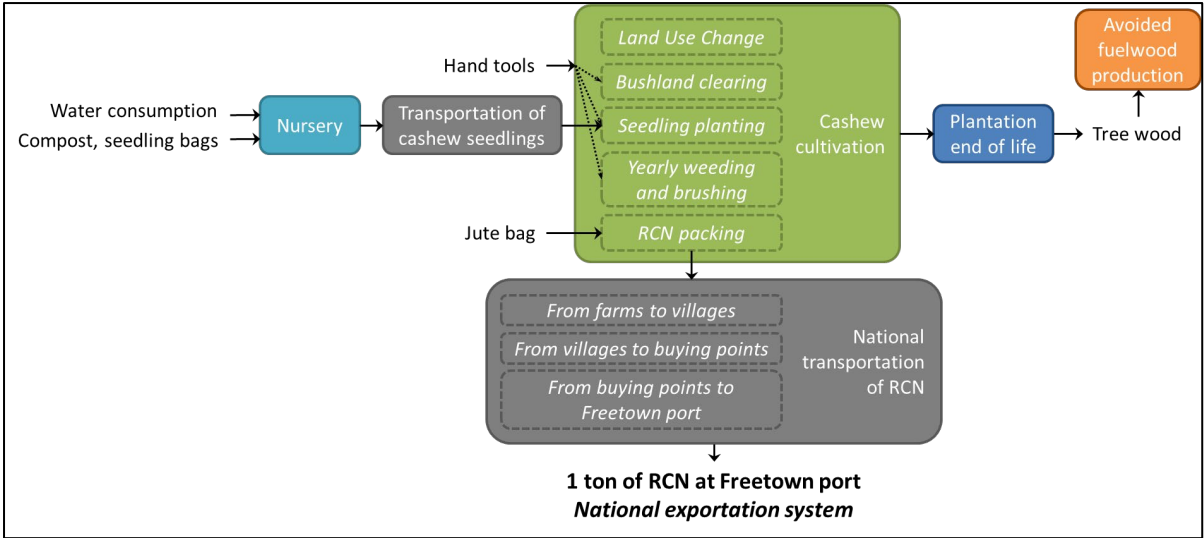 Water consumption
Compost, seedling bags
Nursery
Transportation of
cashew seedlings
Hand tools
Jute bag
Land Use Change
Bushland clearing
Seedling planting
Yearly weeding
and brushing
RCN packing
Cashew
cultivation
Plantation
end of life
Tree wood
Avoided
fuelwood
production
From farms to villages
From villages to buying points
From buying points to
Freetown port
National
transportation
of RCN
1 ton of RCN at Freetown port
National exportation system